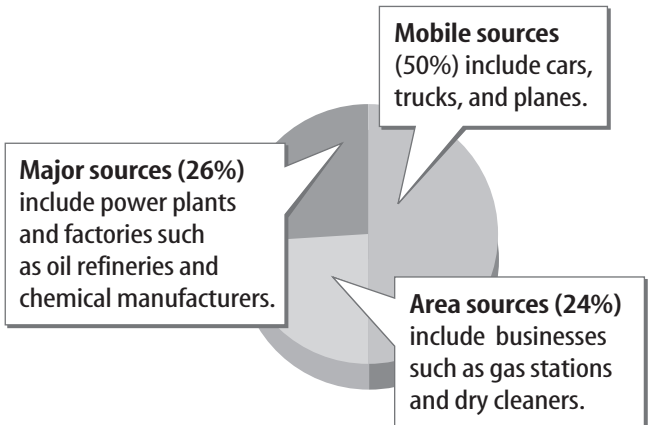 Mobile sources
(50%) include cars,
trucks, and planes.
Major sources (26%)
include power plants
and factories such
as oil refineries and
chemical manufacturers.
Area sources (24%)
include businesses
such as gas stations
and dry cleaners.